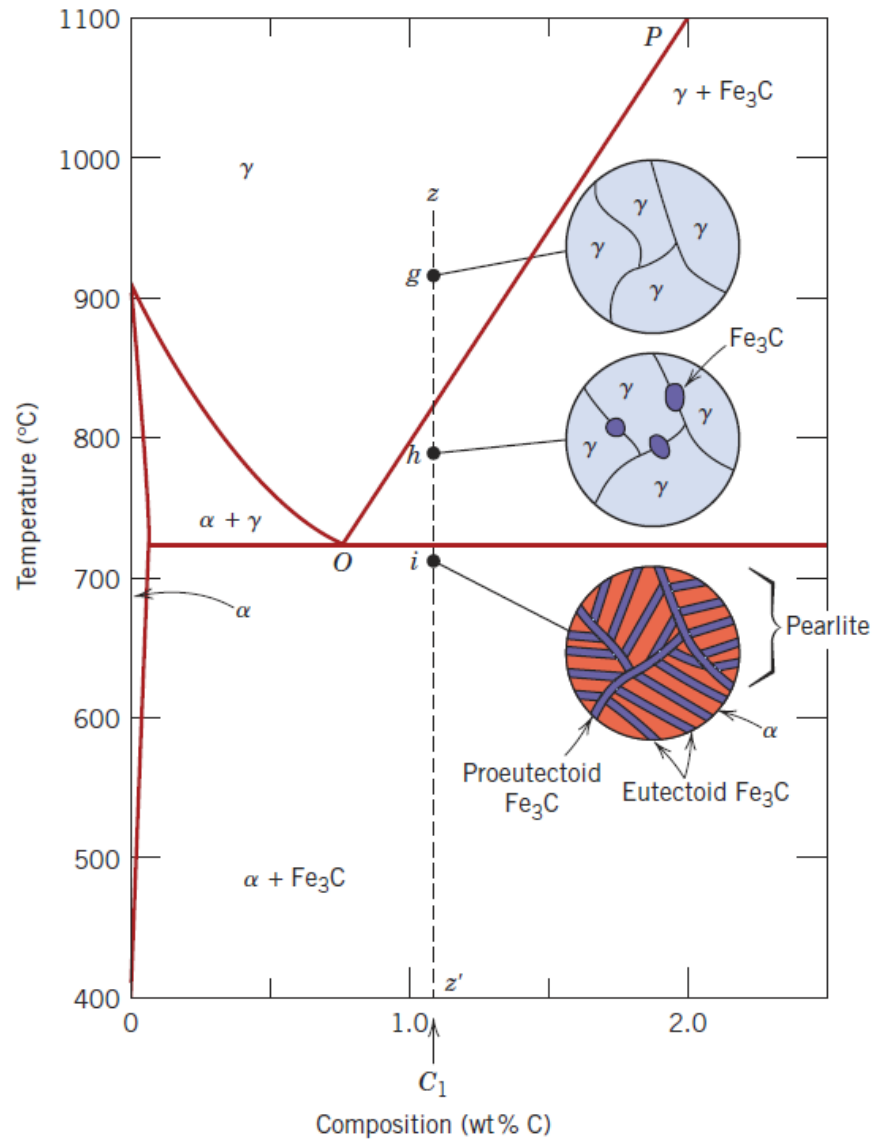 1100
P
γ + Fe3C
1000
γ
z
γ
γ
γ
g
γ
900
Fe3C
γ
γ
800
h
γ
γ
Temperature (°C)
α + γ
O
i
700
α
Pearlite
600
α
Proeutectoid
Fe3C
Eutectoid Fe3C
500
α + Fe3C
z'
400
0
1.0
2.0
C1
Composition (wt% C)